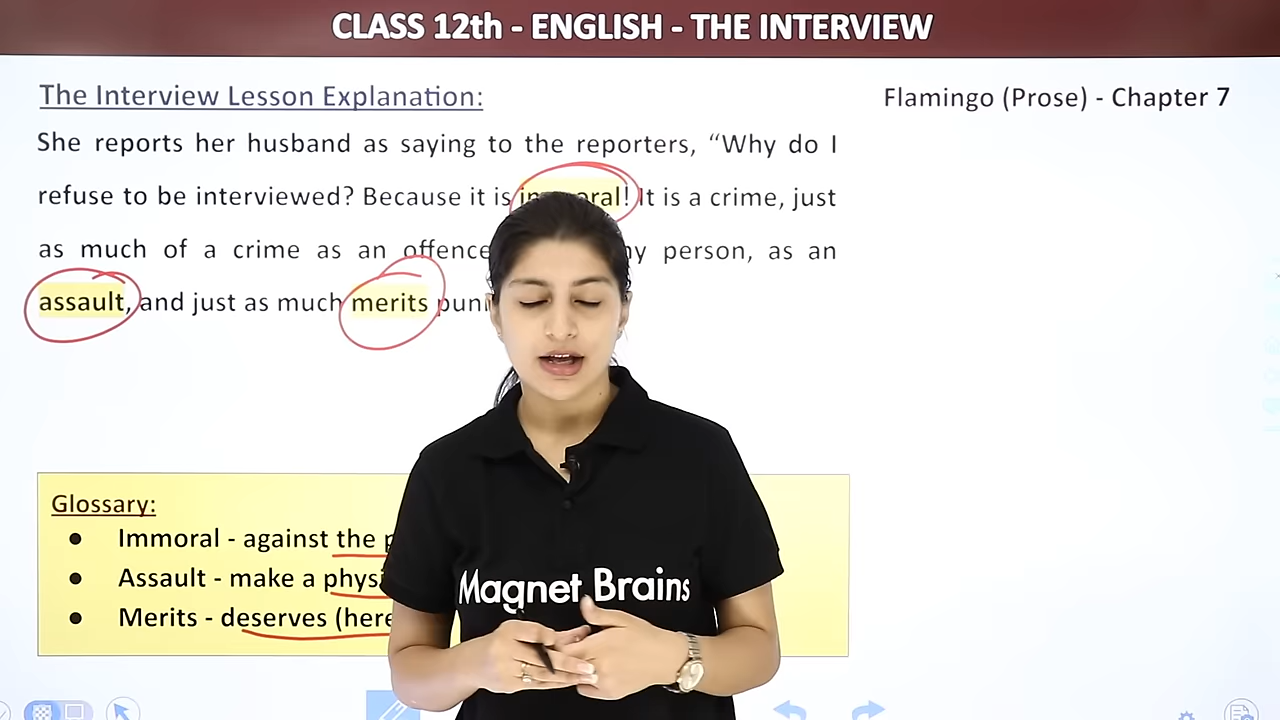 CLASS 12th - ENGLISH - THE INTERVIEW
The Interview Lesson Explanation:
Flamingo (Prose) - Chapter 7
She reports her husband as saying to the reporters, “Why do I
refuse to be interviewed? Because it is immoral! It is a crime, just
as much of a crime as an offence person, as an
assault, and just as much merits
Glossary:
● Immoral - against the
● Assault - make a
● Merits - deserves (here
Magnet Brains